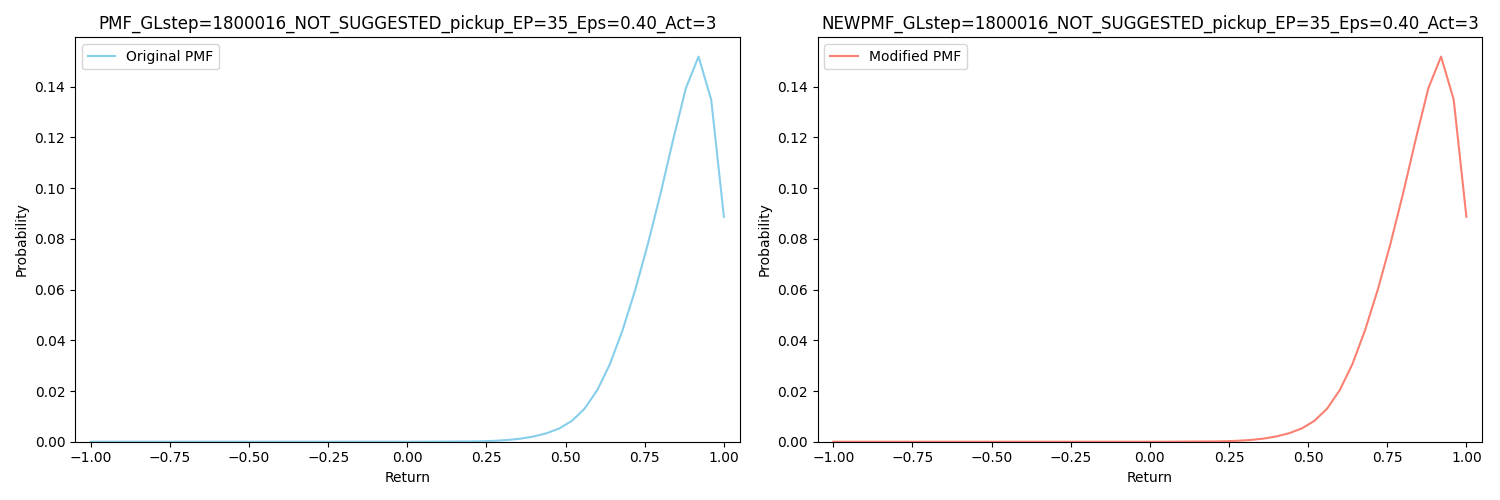 PMF_GLstep=1800016_NOT_SUGGESTED_pickup_EP=35_Eps=0.40_Act=3
Original PMF
Probability
0.14
0.12
0.10
0.08
0.06
0.04
0.02
0.00
−1.00 −0.75 −0.50 −0.25 0.00 0.25 0.50 0.75 1.00
Return
NEWPMF_GLstep=1800016_NOT_SUGGESTED_pickup_EP=35_Eps=0.40_Act=3
Modified PMF
Probability
0.14
0.12
0.10
0.08
0.06
0.04
0.02
0.00
−1.00 −0.75 −0.50 −0.25 0.00 0.25 0.50 0.75 1.00
Return